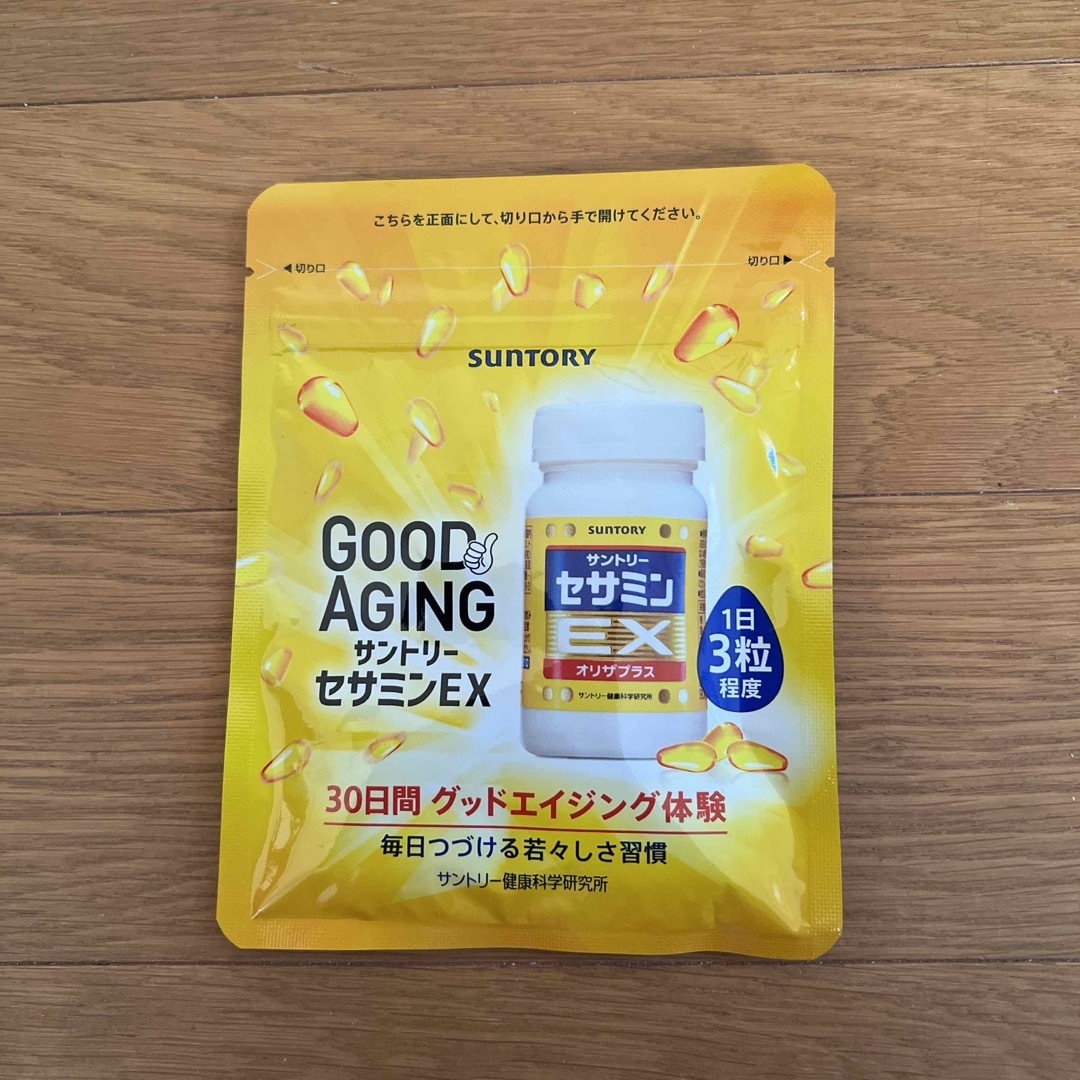 こちらを正面にして、切り口から手で開けてください。
◀切り口
切り口▶
SUNTORY
GOOD
AGING
サントリー
セサミンEX
SUNTORY
サントリー
セサミン
EX
オリザプラス
サントリー健康科学研究所
1日
3粒
程度
30日間 グッドエイジング体験
毎日つづける若々しさ習慣
サントリー健康科学研究所